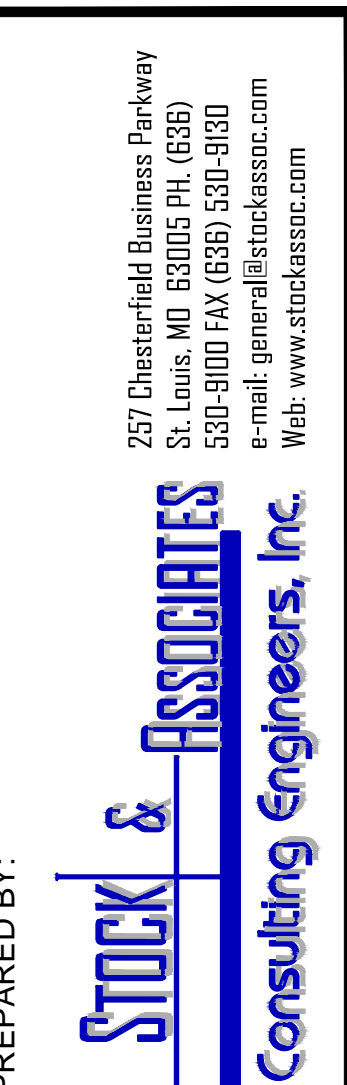 PREPARED BY:
STOCK & ASSOCIATES
Consulting Engineers, Inc.
257 Chesterfield Business Parkway
St. Louis, MO 63005 PH. (636)
530-9100 FAX (636) 530-9130
e-mail: general@stockassoc.com
Web: www.stockassoc.com